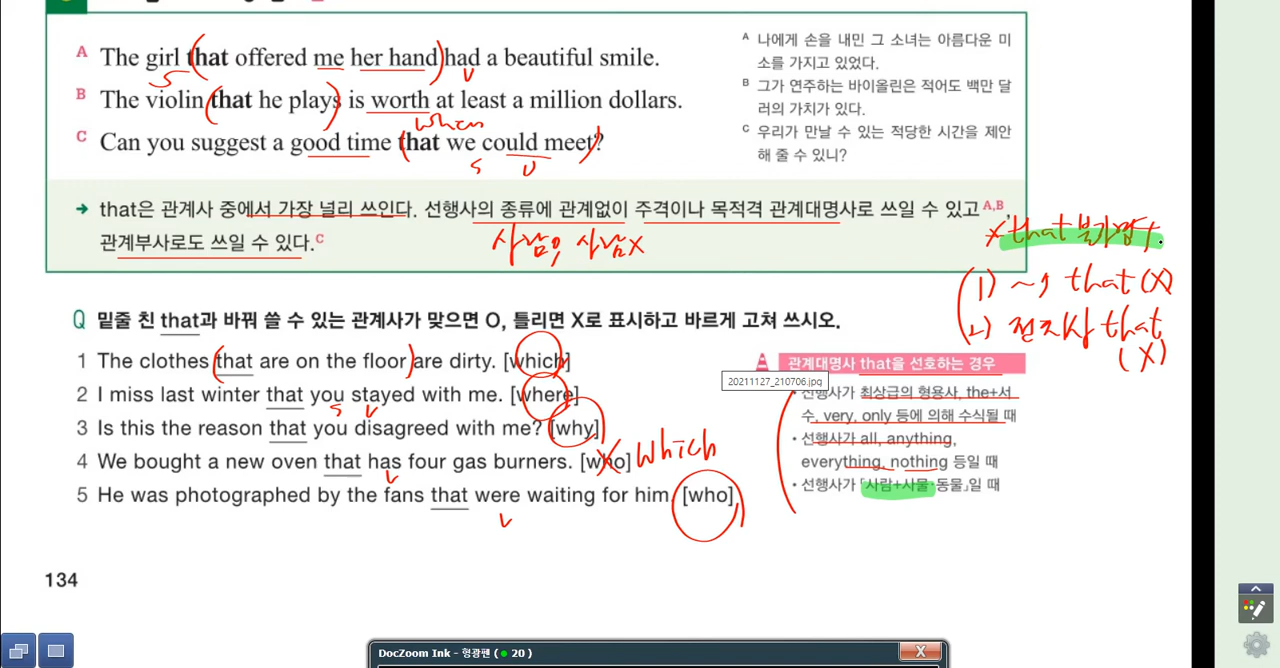 A The girl (that offered me her hand) had a beautiful smile.
S
V
B The violin (that he plays) is worth at least a million dollars.
when
C Can you suggest a good time (that we could meet)?
S
V
A 나에게 손을 내민 그 소녀는 아름다운 미
소를 가지고 있었다.
B 그가 연주하는 바이올린은 적어도 백만 달
러의 가치가 있다.
C 우리가 만날 수 있는 적당한 시간을 제안
해 줄 수 있니?
→ that은 관계사 중에서 가장 널리 쓰인다. 선행사의 종류에 관계없이 주격이나 목적격 관계대명사로 쓰일 수 있고A,B,
관계부사로도 쓰일 수 있다.C
사람O, 사람X
* that 불가
(1) ~, that (X)
(2) 전치사 that
(X)
Q 밑줄 친 that과 바꿔 쓸 수 있는 관계사가 맞으면 O, 틀리면 X로 표시하고 바르게 고쳐 쓰시오.
1 The clothes (that are on the floor) are dirty. [which]
2 I miss last winter that you stayed with me. [where]
S
V
3 Is this the reason that you disagreed with me? [why]
4 We bought a new oven that has four gas burners. [who] which
V
5 He was photographed by the fans that were waiting for him. [who]
V
관계대명사 that을 선호하는 경우
20211127_210706.jpg
• 선행사가 최상급의 형용사, the+서
수, very, only 등에 의해 수식될 때
• 선행사가 all, anything,
everything, nothing 등일 때
• 선행사가 「사람+사물·동물」일 때
134
DocZoom Ink - 형광펜 ( 20 )
X